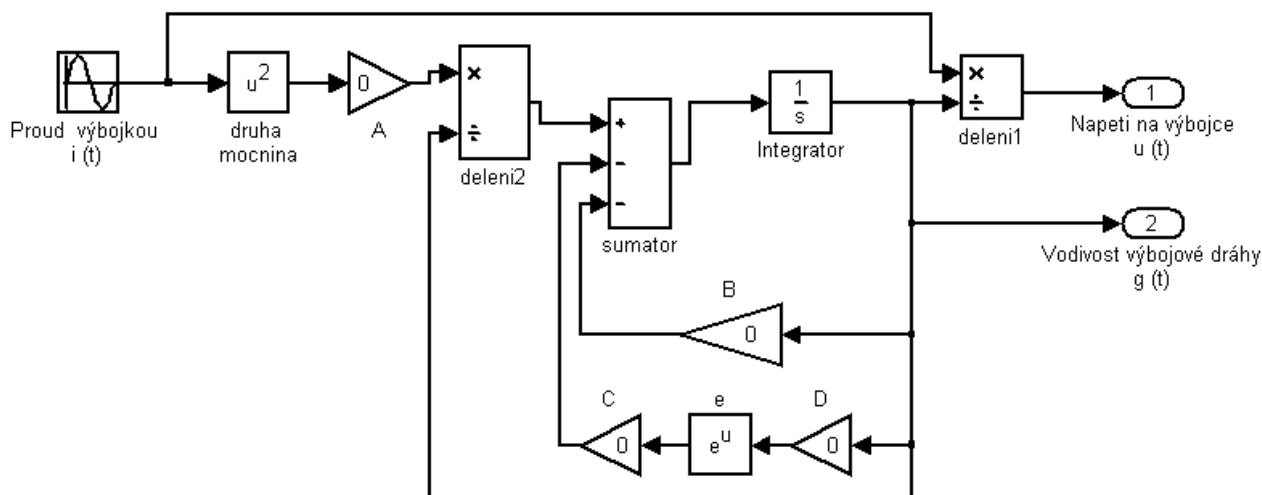 Proud výbojkou
i (t)
u²
druha
mocnina
0
A
×
÷
deleni2
+
-
-
sumator
1
s
Integrator
×
÷
deleni1
1
Napeti na výbojce
u (t)
2
Vodivost výbojové dráhy
g (t)
B
0
C
0
e
eᵘ
D
0